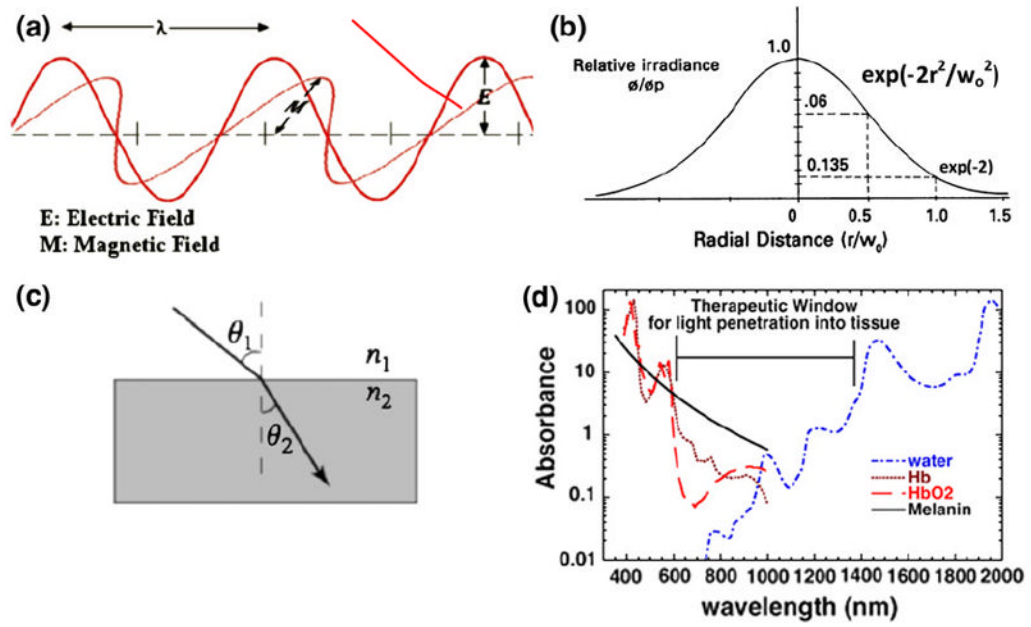 (a)
λ
M
E
E: Electric Field
M: Magnetic Field
(b)
1.0
Relative irradiance
ø/øp
exp(-2r²/w₀²)
.06
0.135
exp(-2)
0 0.5 1.0 1.5
Radial Distance (r/w₀)
(c)
θ₁
n₁
n₂
θ₂
(d)
Therapeutic Window
for light penetration into tissue
100
10
1
0.1
0.01
Absorbance
water
Hb
HbO2
Melanin
400 600 800 1000 1200 1400 1600 1800 2000
wavelength (nm)